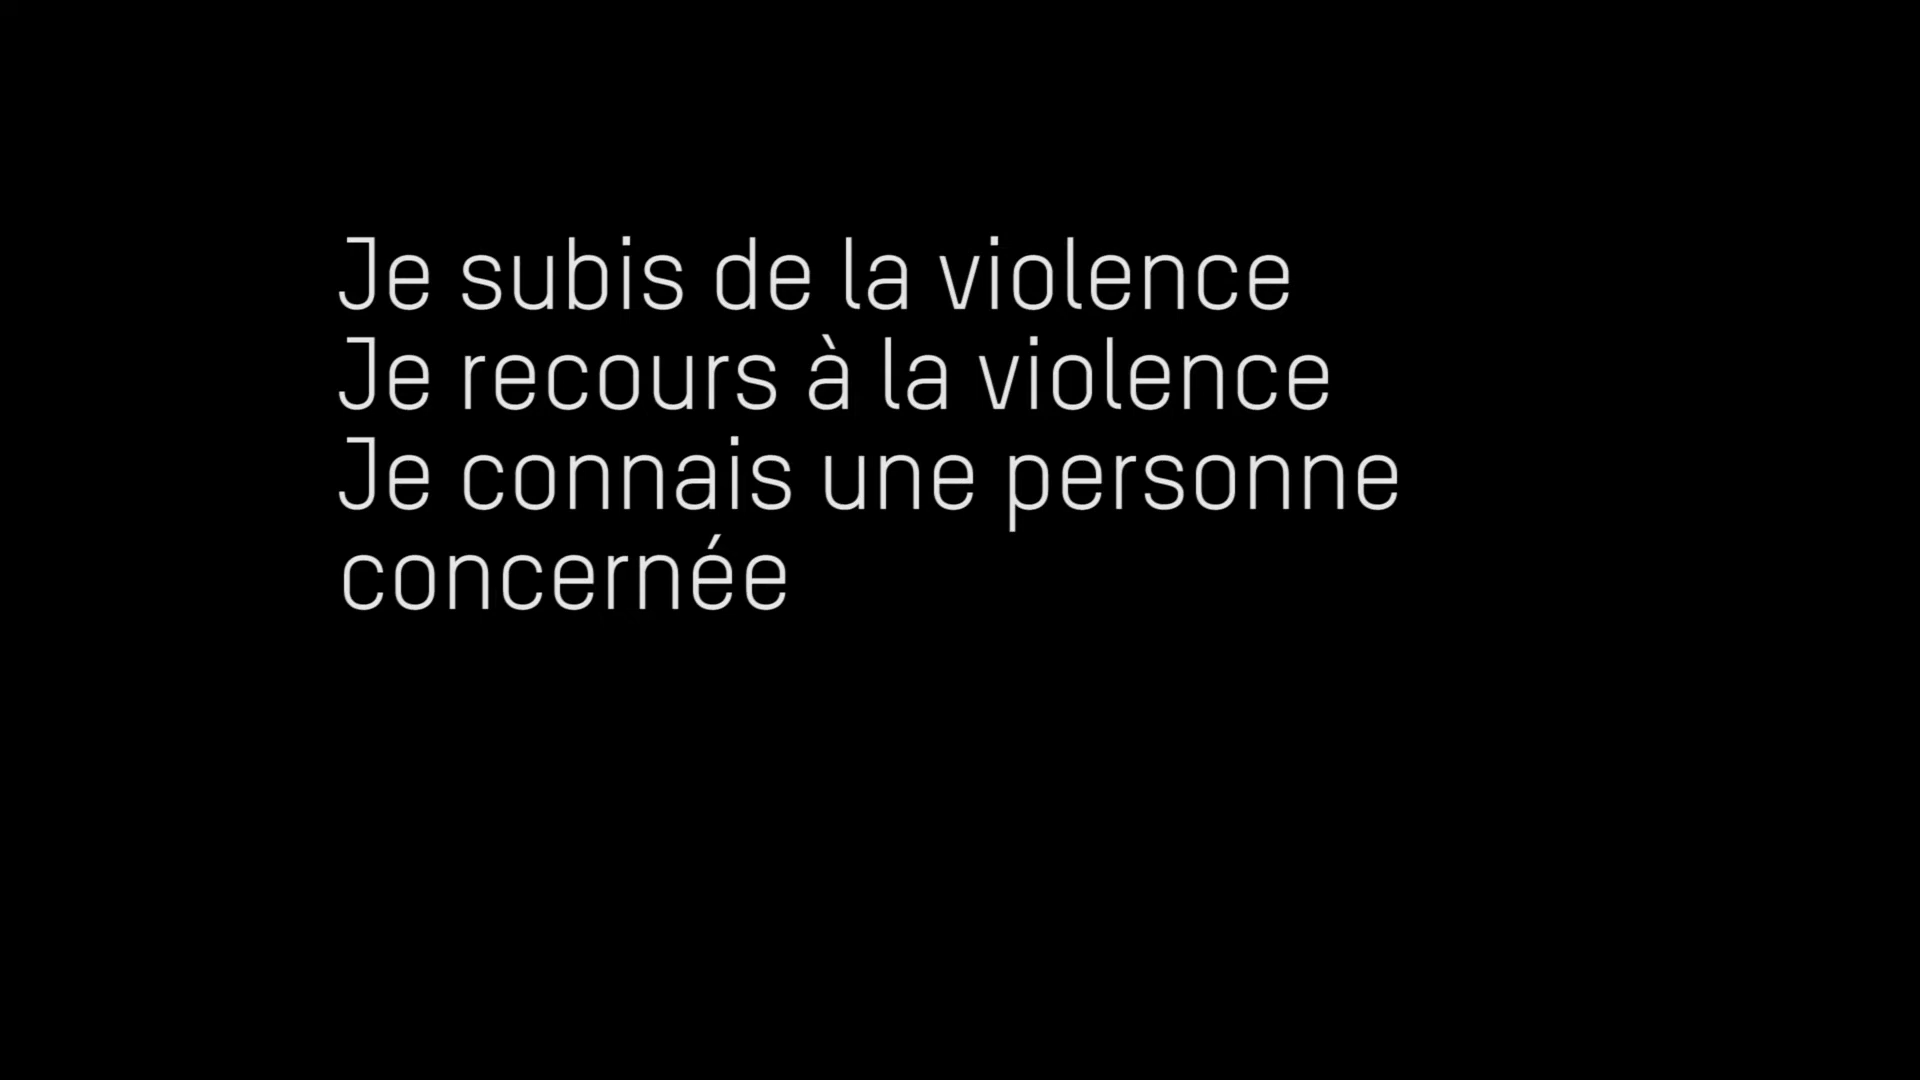 Je subis de la violence
Je recours à la violence
Je connais une personne
concernée